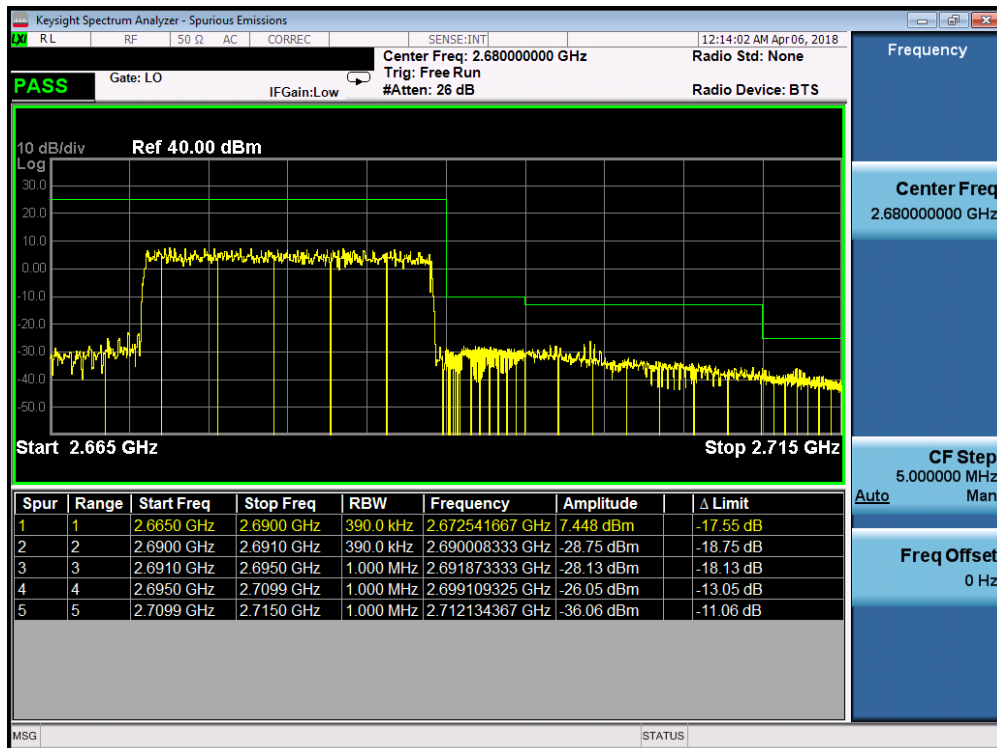 Keysight Spectrum Analyzer - Spurious Emissions
LXI RL RF 50 Ω AC CORREC SENSE:INT 12:14:02 AM Apr 06, 2018
Center Freq: 2.680000000 GHz Radio Std: None
PASS Gate: LO Trig: Free Run
IFGain:Low #Atten: 26 dB Radio Device: BTS
10 dB/div Ref 40.00 dBm
Log
30.0
20.0
10.0
0.00
-10.0
-20.0
-30.0
-40.0
-50.0
Start 2.665 GHz Stop 2.715 GHz
Spur Range Start Freq Stop Freq RBW Frequency Amplitude Δ Limit
1 1 2.6650 GHz 2.6900 GHz 390.0 kHz 2.672541667 GHz 7.448 dBm -17.55 dB
2 2 2.6900 GHz 2.6910 GHz 390.0 kHz 2.690008333 GHz -28.75 dBm -18.75 dB
3 3 2.6910 GHz 2.6950 GHz 1.000 MHz 2.691873333 GHz -28.13 dBm -18.13 dB
4 4 2.6950 GHz 2.7099 GHz 1.000 MHz 2.699109325 GHz -26.05 dBm -13.05 dB
5 5 2.7099 GHz 2.7150 GHz 1.000 MHz 2.712134367 GHz -36.06 dBm -11.06 dB
Frequency
Center Freq
2.680000000 GHz
CF Step
5.000000 MHz
Auto Man
Freq Offset
0 Hz
MSG STATUS